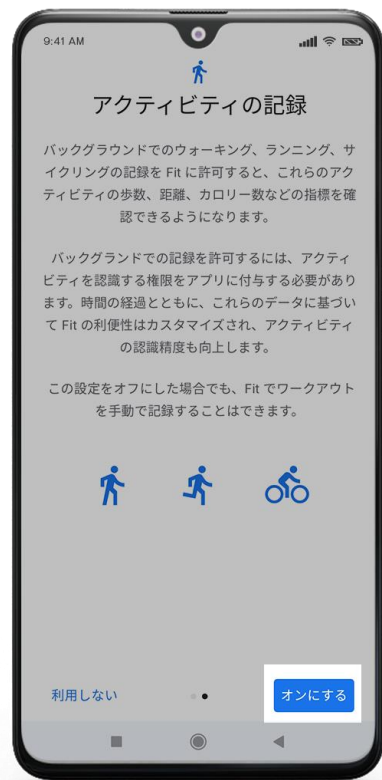 9:41 AM
アクティビティの記録
バックグラウンドでのウォーキング、ランニング、サ
イクリングの記録を Fit に許可すると、これらのアク
ティビティの歩数、距離、カロリー数などの指標を確
認できるようになります。
バックグランドでの記録を許可するには、アクティ
ビティを認識する権限をアプリに付与する必要があり
ます。時間の経過とともに、これらのデータに基づい
て Fit の利便性はカスタマイズされ、アクティビティ
の認識精度も向上します。
この設定をオフにした場合でも、Fit でワークアウト
を手動で記録することはできます。
利用しない
オンにする